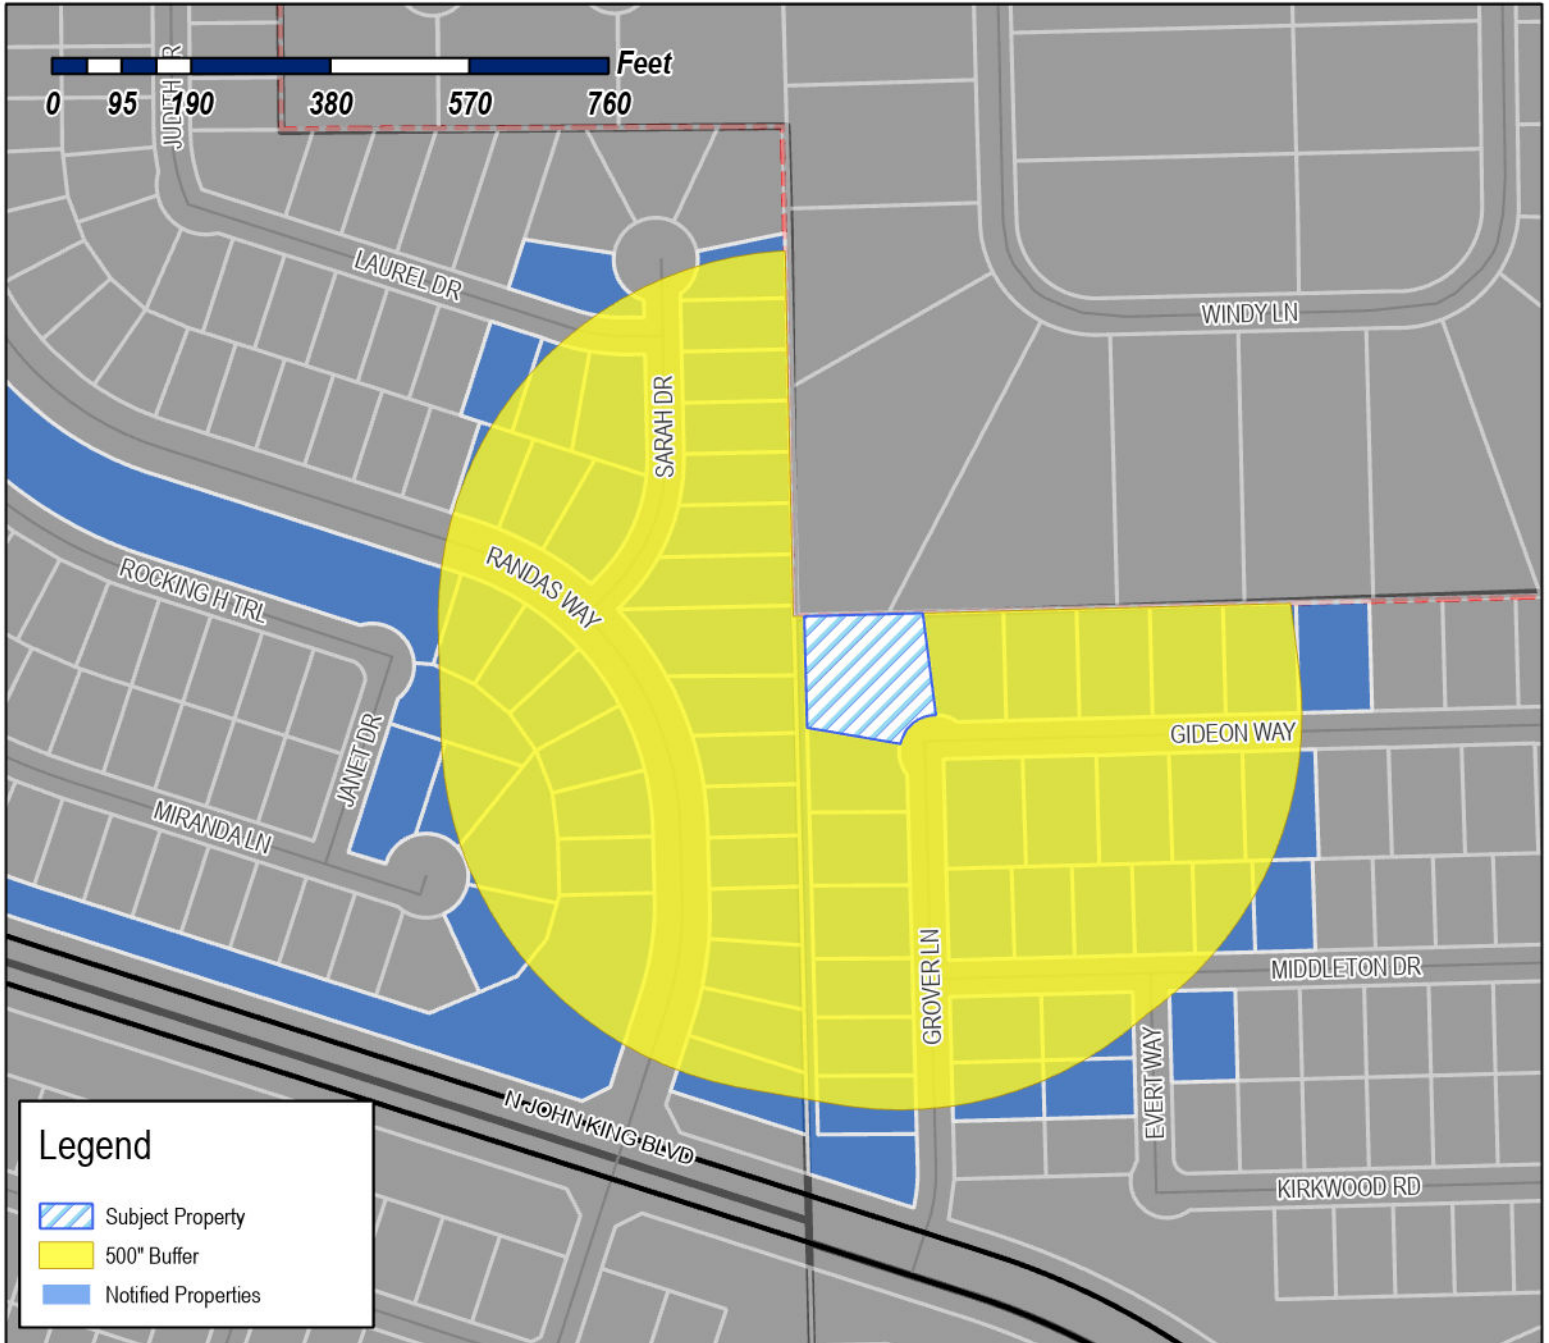 JUDITH DR
Feet
0 95 190 380 570 760
LAUREL DR
WINDY LN
SARAH DR
RANDAS WAY
ROCKING H TRL
GIDEON WAY
JANET DR
MIRANDA LN
GROVER LN
MIDDLETON DR
EVERT WAY
N JOHN KING BLVD
KIRKWOOD RD
Legend
Subject Property
500" Buffer
Notified Properties